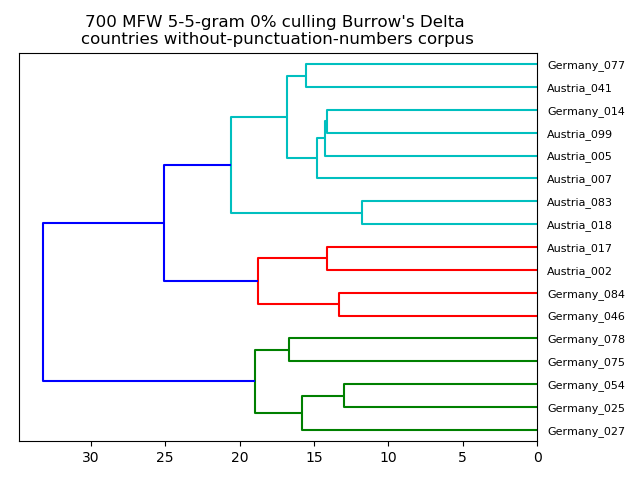 700 MFW 5-5-gram 0% culling Burrow's Delta
countries without-punctuation-numbers corpus
Germany_077
Austria_041
Germany_014
Austria_099
Austria_005
Austria_007
Austria_083
Austria_018
Austria_017
Austria_002
Germany_084
Germany_046
Germany_078
Germany_075
Germany_054
Germany_025
Germany_027
30 25 20 15 10 5 0